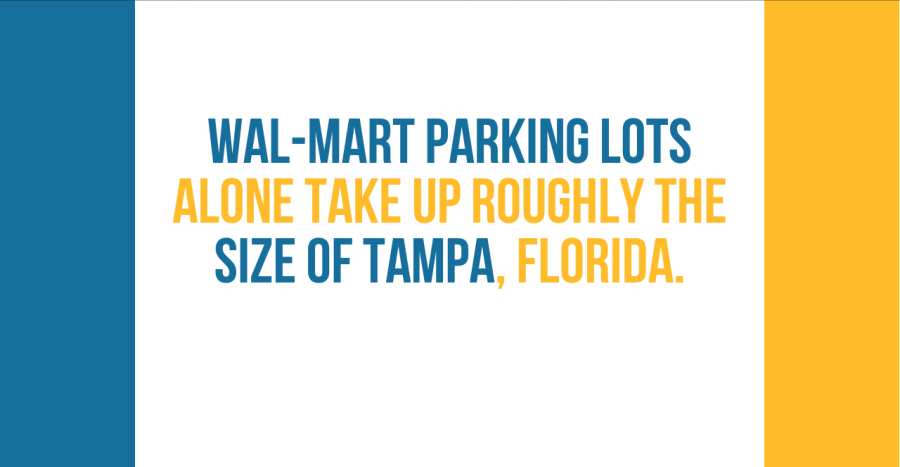 WAL-MART PARKING LOTS
ALONE TAKE UP ROUGHLY THE
SIZE OF TAMPA, FLORIDA.